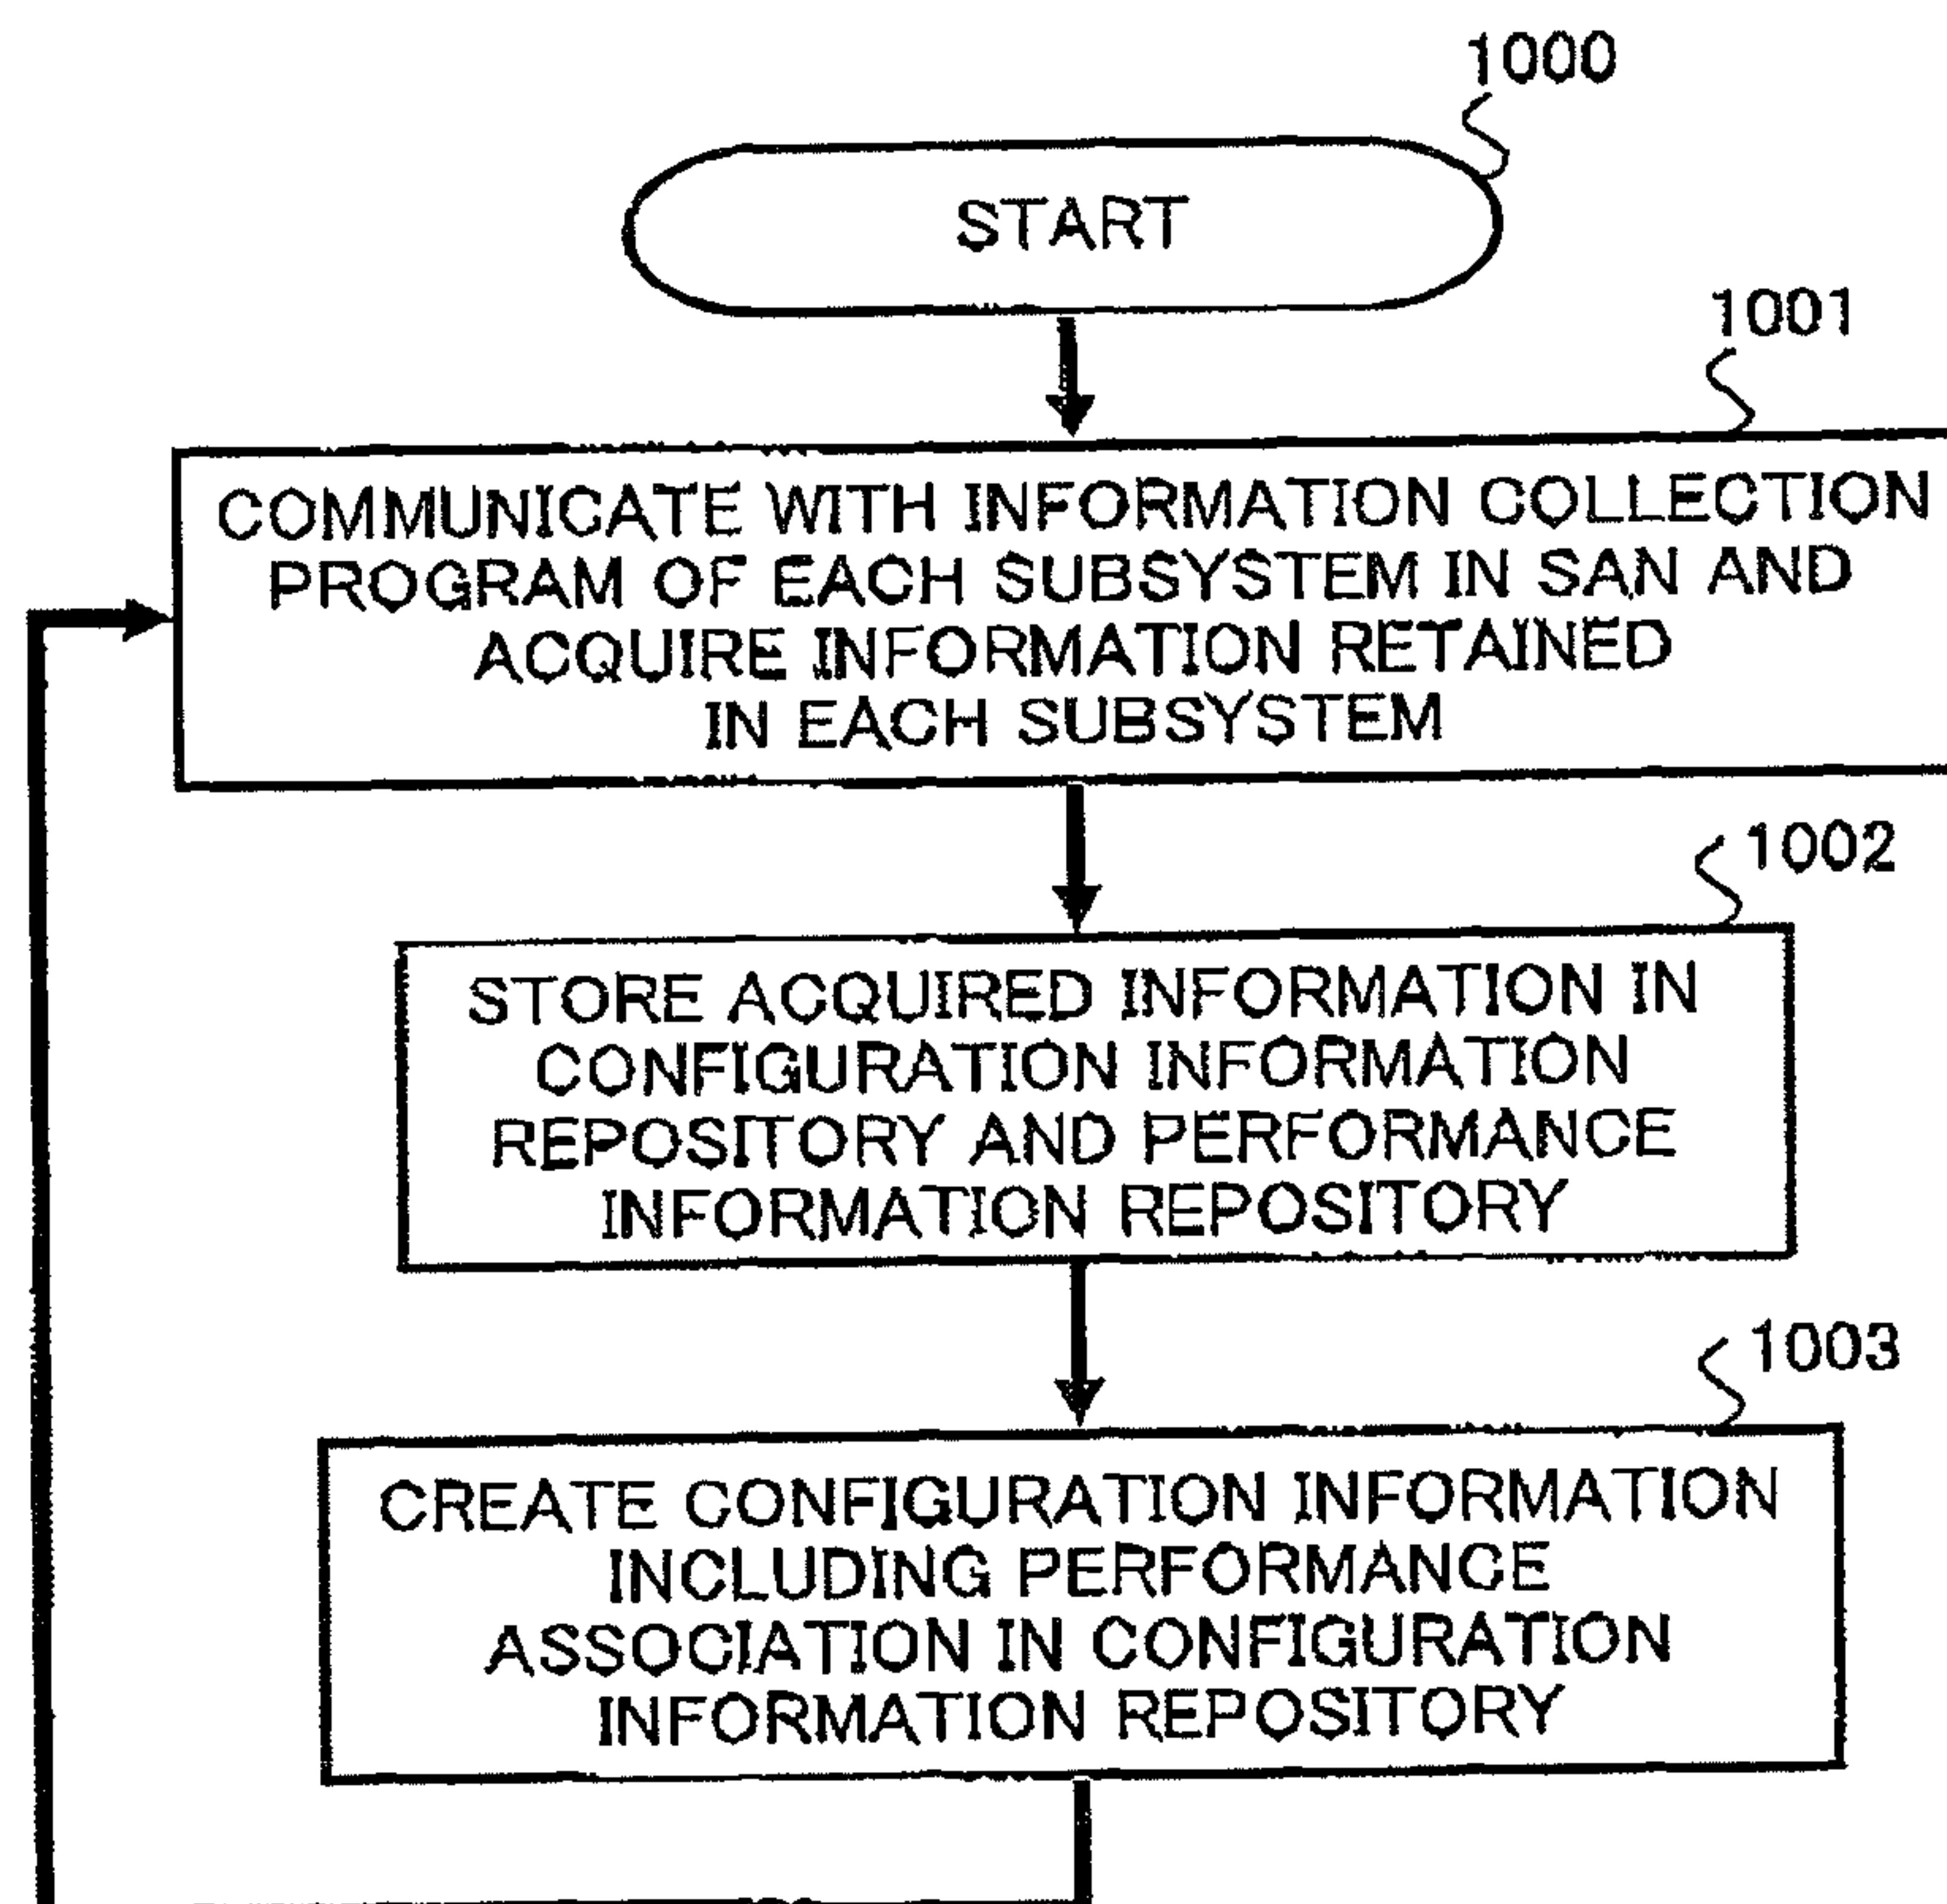 1000
START
1001
COMMUNICATE WITH INFORMATION COLLECTION
PROGRAM OF EACH SUBSYSTEM IN SAN AND
ACQUIRE INFORMATION RETAINED
IN EACH SUBSYSTEM
1002
STORE ACQUIRED INFORMATION IN
CONFIGURATION INFORMATION
REPOSITORY AND PERFORMANCE
INFORMATION REPOSITORY
1003
CREATE CONFIGURATION INFORMATION
INCLUDING PERFORMANCE
ASSOCIATION IN CONFIGURATION
INFORMATION REPOSITORY